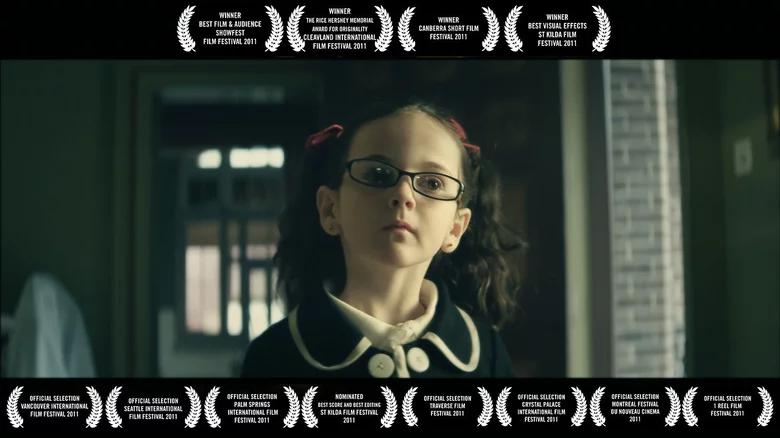 WINNER
BEST FILM & AUDIENCE
SHOWFEST
FILM FESTIVAL 2011
WINNER
THE RICE HERSHEY MEMORIAL
AWARD FOR ORIGINALITY
CLEAVLAND INTERNATIONAL
FILM FESTIVAL 2011
WINNER
CANBERRA SHORT FILM
FESTIVAL 2011
WINNER
BEST VISUAL EFFECTS
ST KILDA FILM
FESTIVAL 2011
OFFICIAL SELECTION
VANCOUVER INTERNATIONAL
FILM FESTIVAL 2011
OFFICIAL SELECTION
SEATTLE INTERNATIONAL
FILM FESTIVAL 2011
OFFICIAL SELECTION
PALM SPRINGS
INTERNATIONAL FILM
FESTIVAL 2011
NOMINATED
BEST SCORE AND BEST EDITING
ST KILDA FILM FESTIVAL
2011
OFFICIAL SELECTION
TRAVERSE FILM
FESTIVAL 2011
OFFICIAL SELECTION
CRYSTAL PALACE
INTERNATIONAL FILM
FESTIVAL 2011
OFFICIAL SELECTION
MONTREAL FESTIVAL
DU NOUVEAU CINEMA
2011
OFFICIAL SELECTION
1 REEL FILM
FESTIVAL 2011